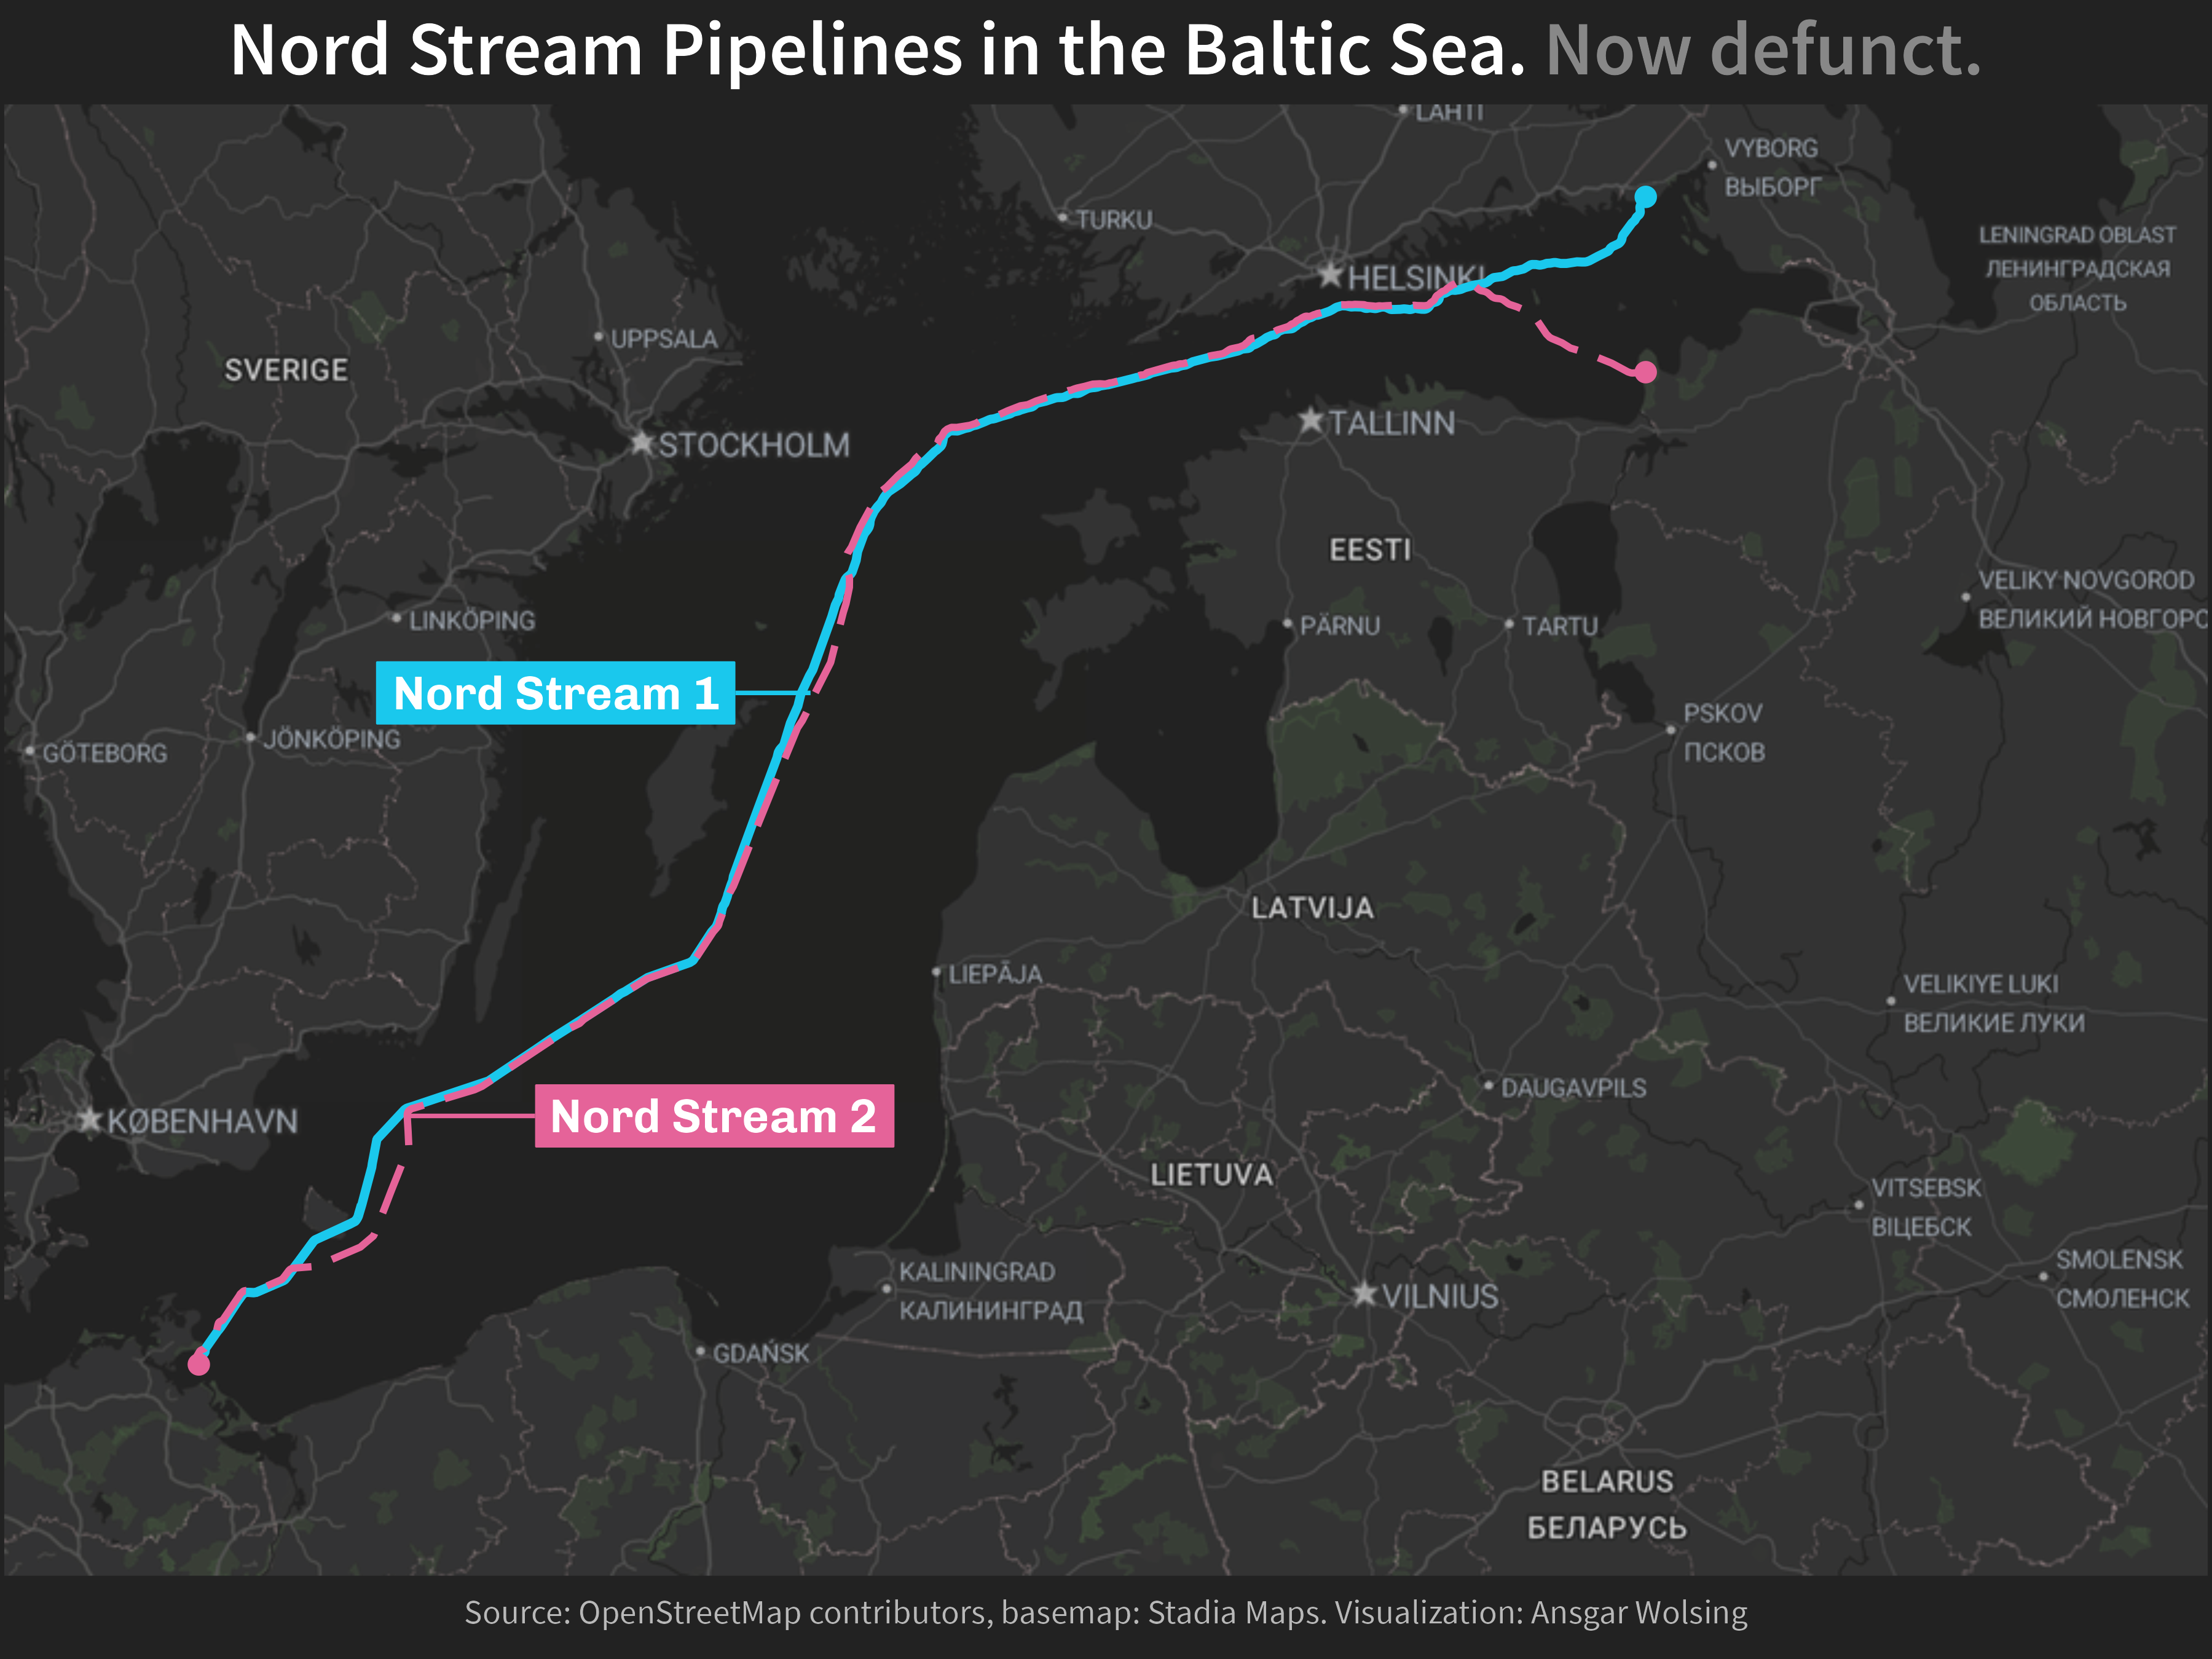 Nord Stream Pipelines in the Baltic Sea. Now defunct.
LAHTI
VYBORG
ВЫБОРГ
TURKU
LENINGRAD OBLAST
ЛЕНИНГРАДСКАЯ
ОБЛАСТЬ
HELSINKI
UPPSALA
SVERIGE
STOCKHOLM
TALLINN
EESTI
VELIKY NOVGOROD
ВЕЛИКИЙ НОВГОРО
LINKÖPING
PÄRNU
TARTU
Nord Stream 1
PSKOV
ПСКОВ
GÖTEBORG
JÖNKÖPING
LATVIJA
LIEPĀJA
VELIKIYE LUKI
ВЕЛИКИЕ ЛУКИ
DAUGAVPILS
KØBENHAVN
Nord Stream 2
LIETUVA
VITSEBSK
ВІЦЕБСК
KALININGRAD
КАЛИНИНГРАД
SMOLENSK
СМОЛЕНСК
VILNIUS
GDAŃSK
BELARUS
БЕЛАРУСЬ
Source: OpenStreetMap contributors, basemap: Stadia Maps. Visualization: Ansgar Wolsing